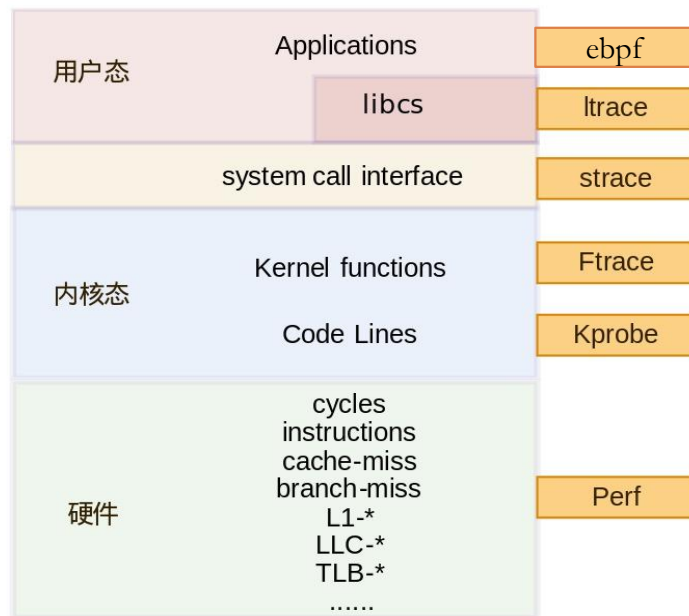 Applications
ebpf
用户态
libcs
ltrace
system call interface
strace
Kernel functions
Ftrace
内核态
Code Lines
Kprobe
cycles
instructions
cache-miss
branch-miss
硬件
Perf
L1-*
LLC-*
TLB-*
......